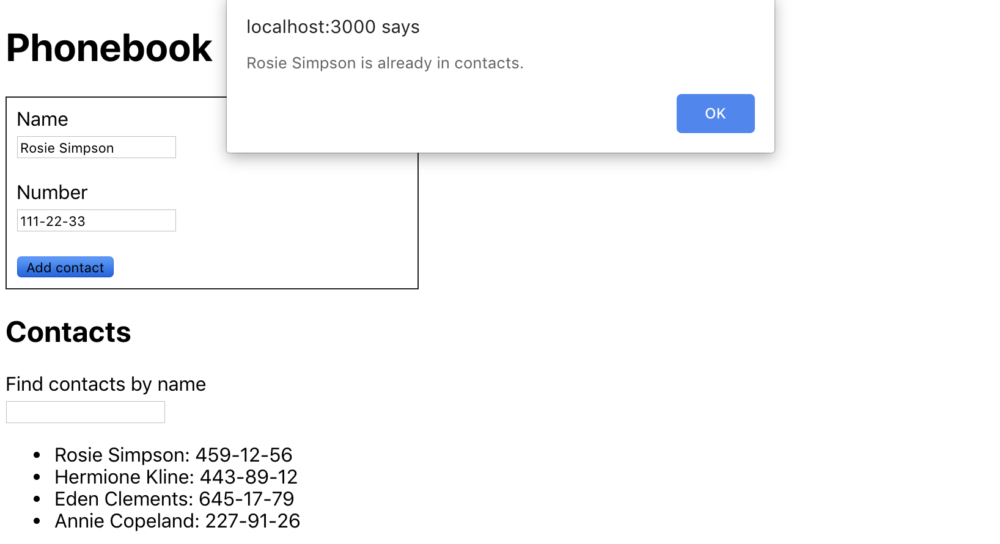 Phonebook
localhost:3000 says
Rosie Simpson is already in contacts.
OK
Name
Rosie Simpson
Number
111-22-33
Add contact
Contacts
Find contacts by name
• Rosie Simpson: 459-12-56
• Hermione Kline: 443-89-12
• Eden Clements: 645-17-79
• Annie Copeland: 227-91-26